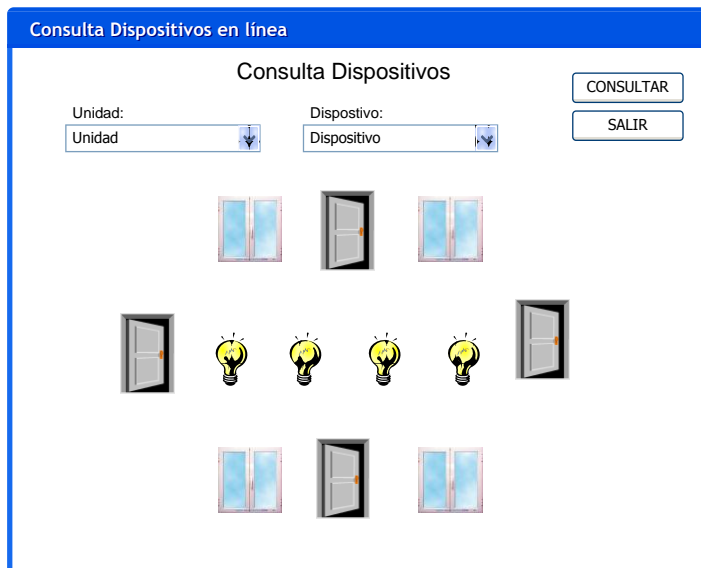 Consulta Dispositivos en línea
Consulta Dispositivos
CONSULTAR
Unidad:
Dispostivo:
SALIR
Unidad
Dispositivo